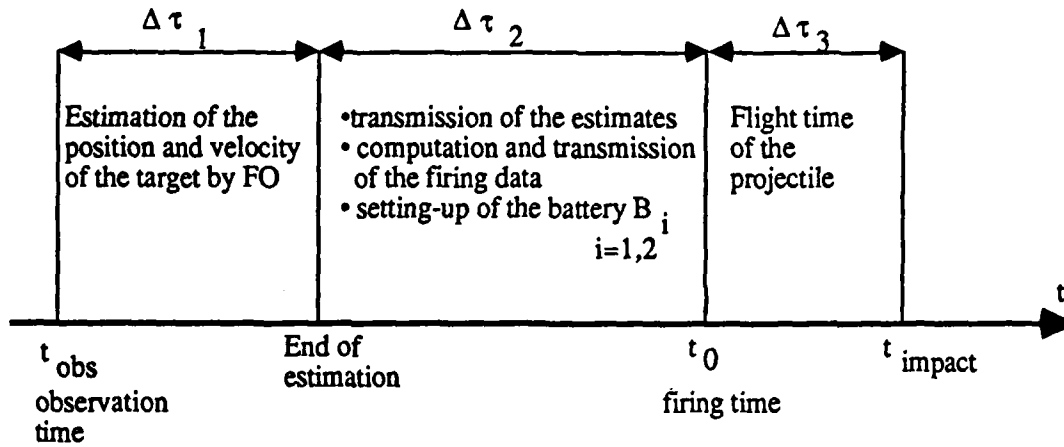 Δ τ 1
Δ τ 2
Δ τ 3
Estimation of the
position and velocity
of the target by FO
•transmission of the estimates
• computation and transmission
of the firing data
• setting-up of the battery B i
i=1,2
Flight time
of the
projectile
t
t obs
observation
time
End of
estimation
t 0
firing time
t impact